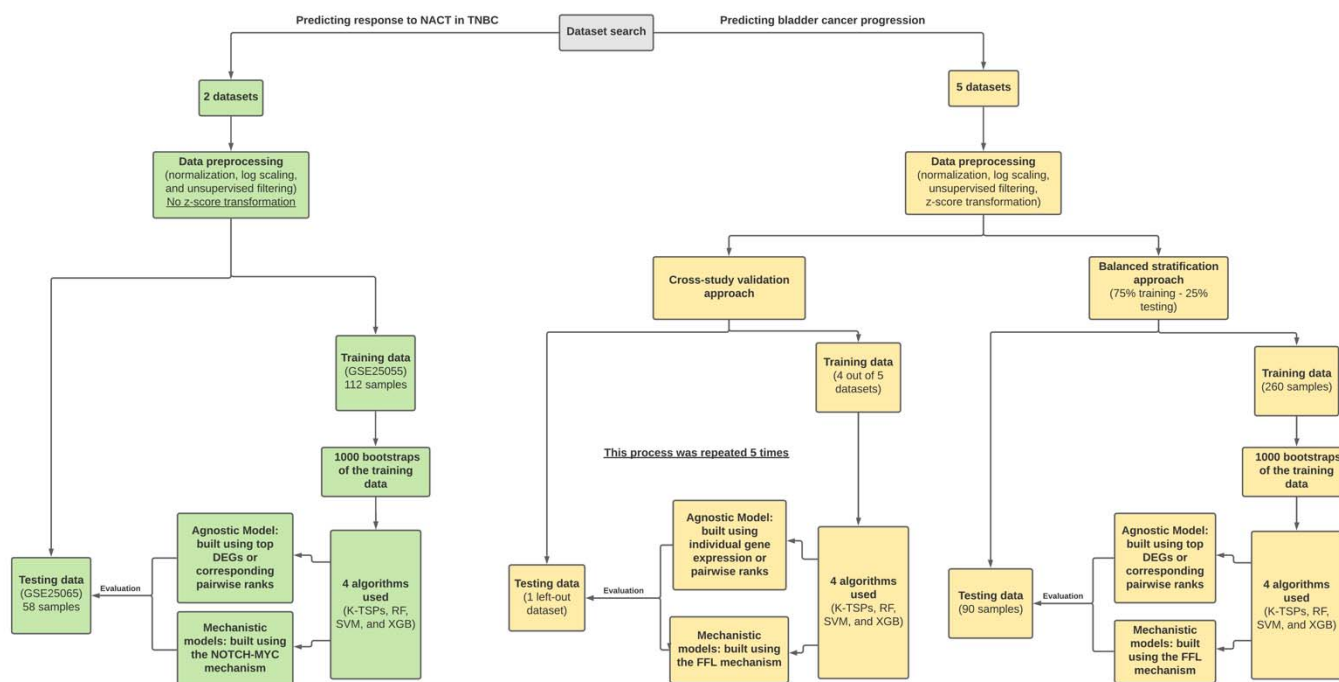 Predicting response to NACT in TNBC
Dataset search
Predicting bladder cancer progression
2 datasets
Data preprocessing
(normalization, log scaling,
and unsupervised filtering)
No z-score transformation
Training data
(GSE25055)
112 samples
1000 bootstraps
of the training
data
4 algorithms
used
(K-TSPs, RF,
SVM, and XGB)
Agnostic Model:
built using top
DEGs or
corresponding
pairwise ranks
Mechanistic
models: built using
the NOTCH-MYC
mechanism
Evaluation
Testing data
(GSE25065)
58 samples
5 datasets
Data preprocessing
(normalization, log scaling,
unsupervised filtering,
z-score transformation)
Cross-study validation
approach
Training data
(4 out of 5
datasets)
This process was repeated 5 times
4 algorithms
used
(K-TSPs, RF,
SVM, and XGB)
Agnostic Model:
built using
individual gene
expression or
pairwise ranks
Mechanistic
models: built using
the FFL mechanism
Evaluation
Testing data
(1 left-out
dataset)
Balanced stratification
approach
(75% training - 25%
testing)
Training data
(260 samples)
1000 bootstraps
of the training
data
4 algorithms
used
(K-TSPs, RF,
SVM, and XGB)
Agnostic Model:
built using top
DEGs or
corresponding
pairwise ranks
Mechanistic
models: built
using the FFL
mechanism
Evaluation
Testing data
(90 samples)